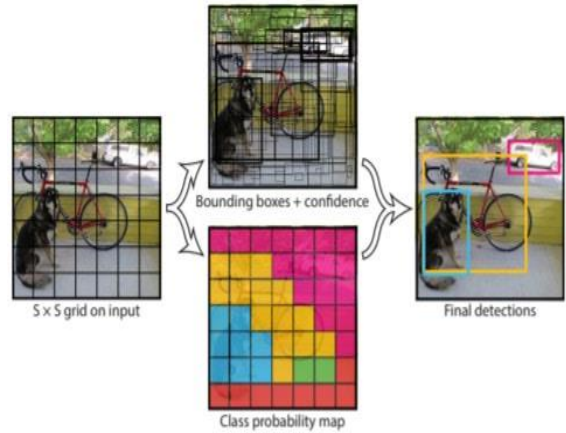 Bounding boxes + confidence
S × S grid on input
Final detections
Class probability map